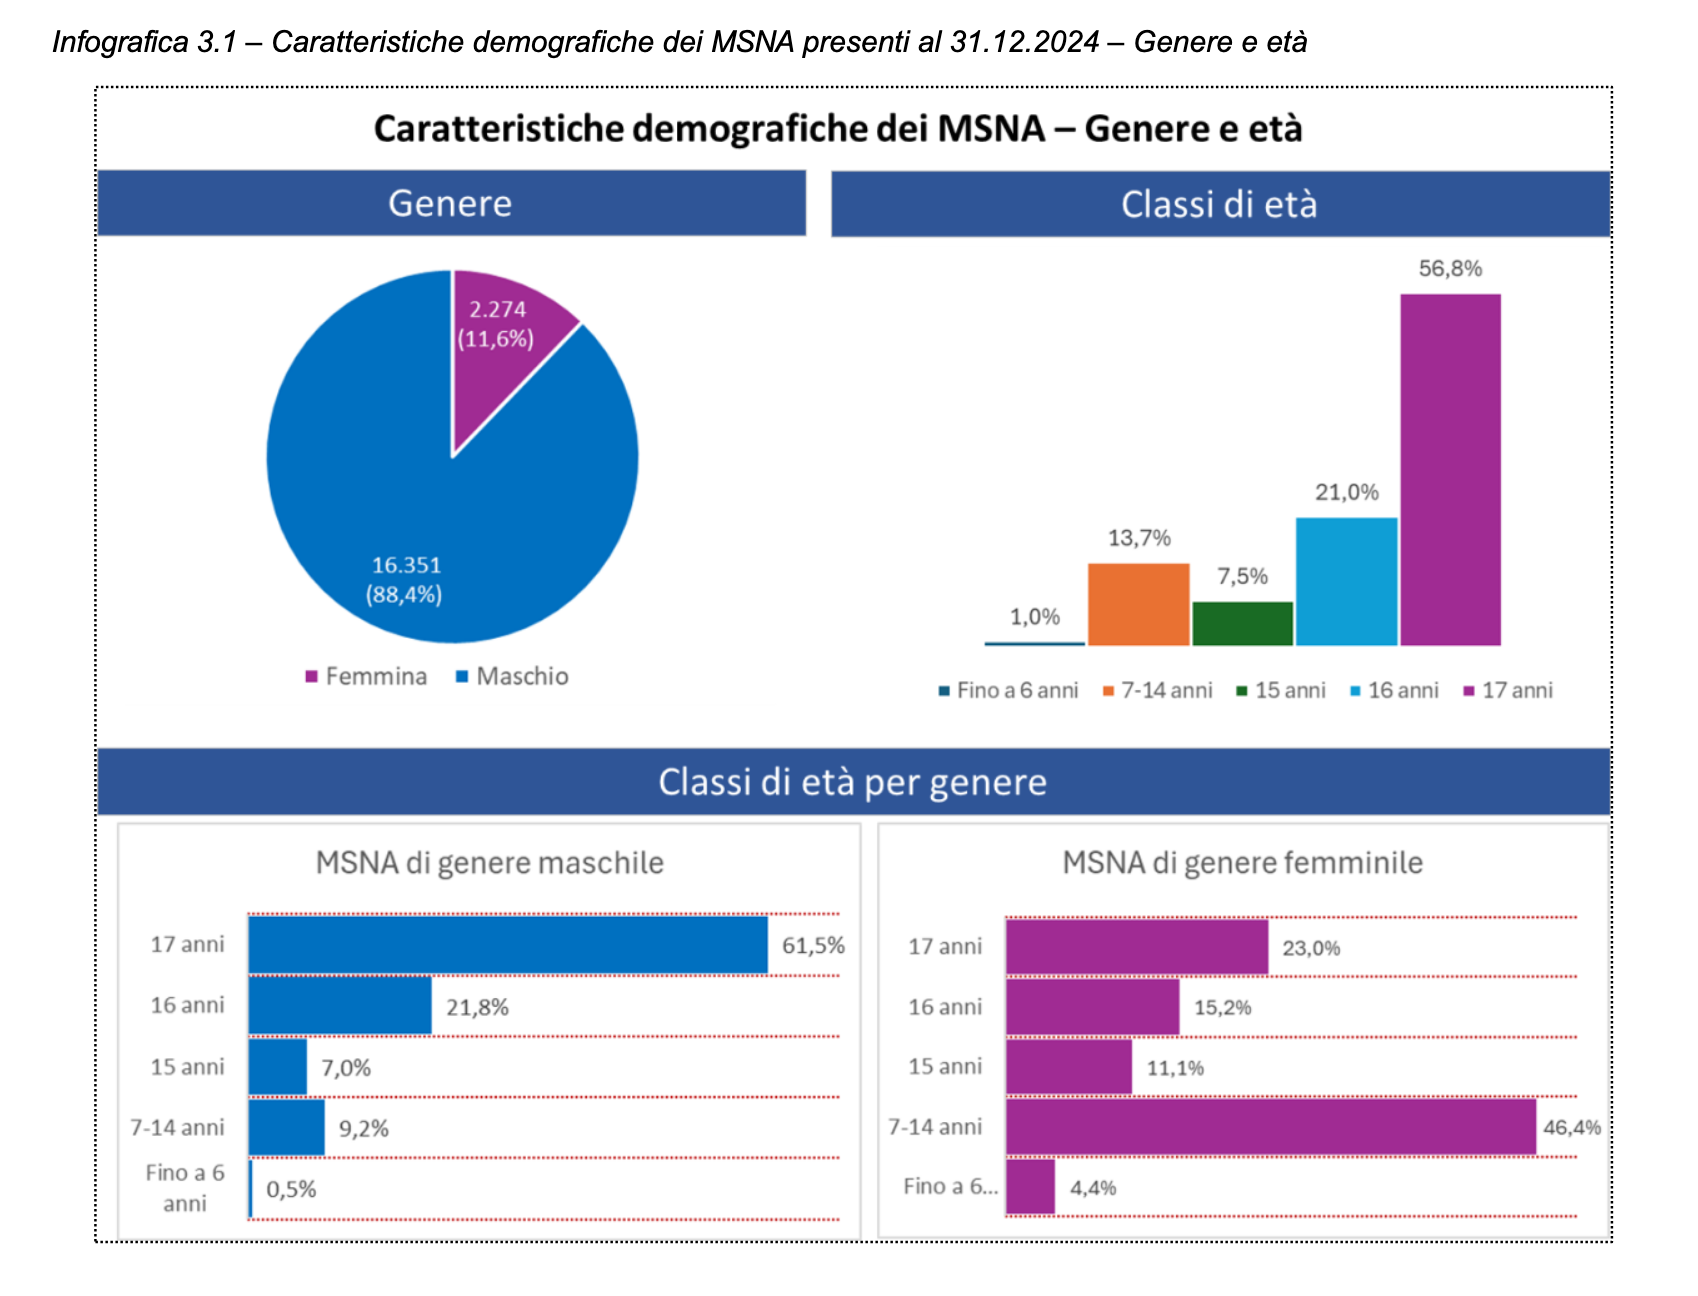 Infografica 3.1 – Caratteristiche demografiche dei MSNA presenti al 31.12.2024 – Genere e età
Caratteristiche demografiche dei MSNA – Genere e età
Genere
Classi di età
2.274
(11,6%)
16.351
(88,4%)
Femmina
Maschio
56,8%
21,0%
13,7%
7,5%
1,0%
Fino a 6 anni
7-14 anni
15 anni
16 anni
17 anni
Classi di età per genere
MSNA di genere maschile
17 anni
61,5%
16 anni
21,8%
15 anni
7,0%
7-14 anni
9,2%
Fino a 6
anni
0,5%
MSNA di genere femminile
17 anni
23,0%
16 anni
15,2%
15 anni
11,1%
7-14 anni
46,4%
Fino a 6...
4,4%